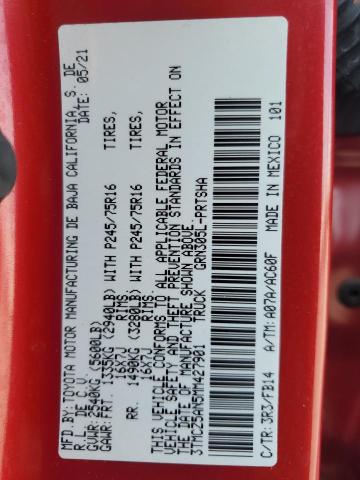 MFD.BY:TOYOTA MOTOR MANUFACTURING DE BAJA CALIFORNIA, S. DE
R.L. DE C.V. DATE: 05/21
GVWR: 2540KG (5600LB)
GAWR: FRT. 1335KG (2940LB) WITH P245/75R16 TIRES,
16X7J RIMS
RR. 1490KG (3280LB) WITH P245/75R16 TIRES,
16X7J RIMS.
THIS VEHICLE CONFORMS TO ALL APPLICABLE FEDERAL MOTOR
VEHICLE SAFETY AND THEFT PREVENTION STANDARDS IN EFFECT ON
THE DATE OF MANUFACTURE SHOWN ABOVE.
3TMCZ5AN5MM427901 TRUCK GRN305L-PRTSHA
C/TR: 3R3/FB14 A/TM: A07A/AC60F MADE IN MEXICO 101